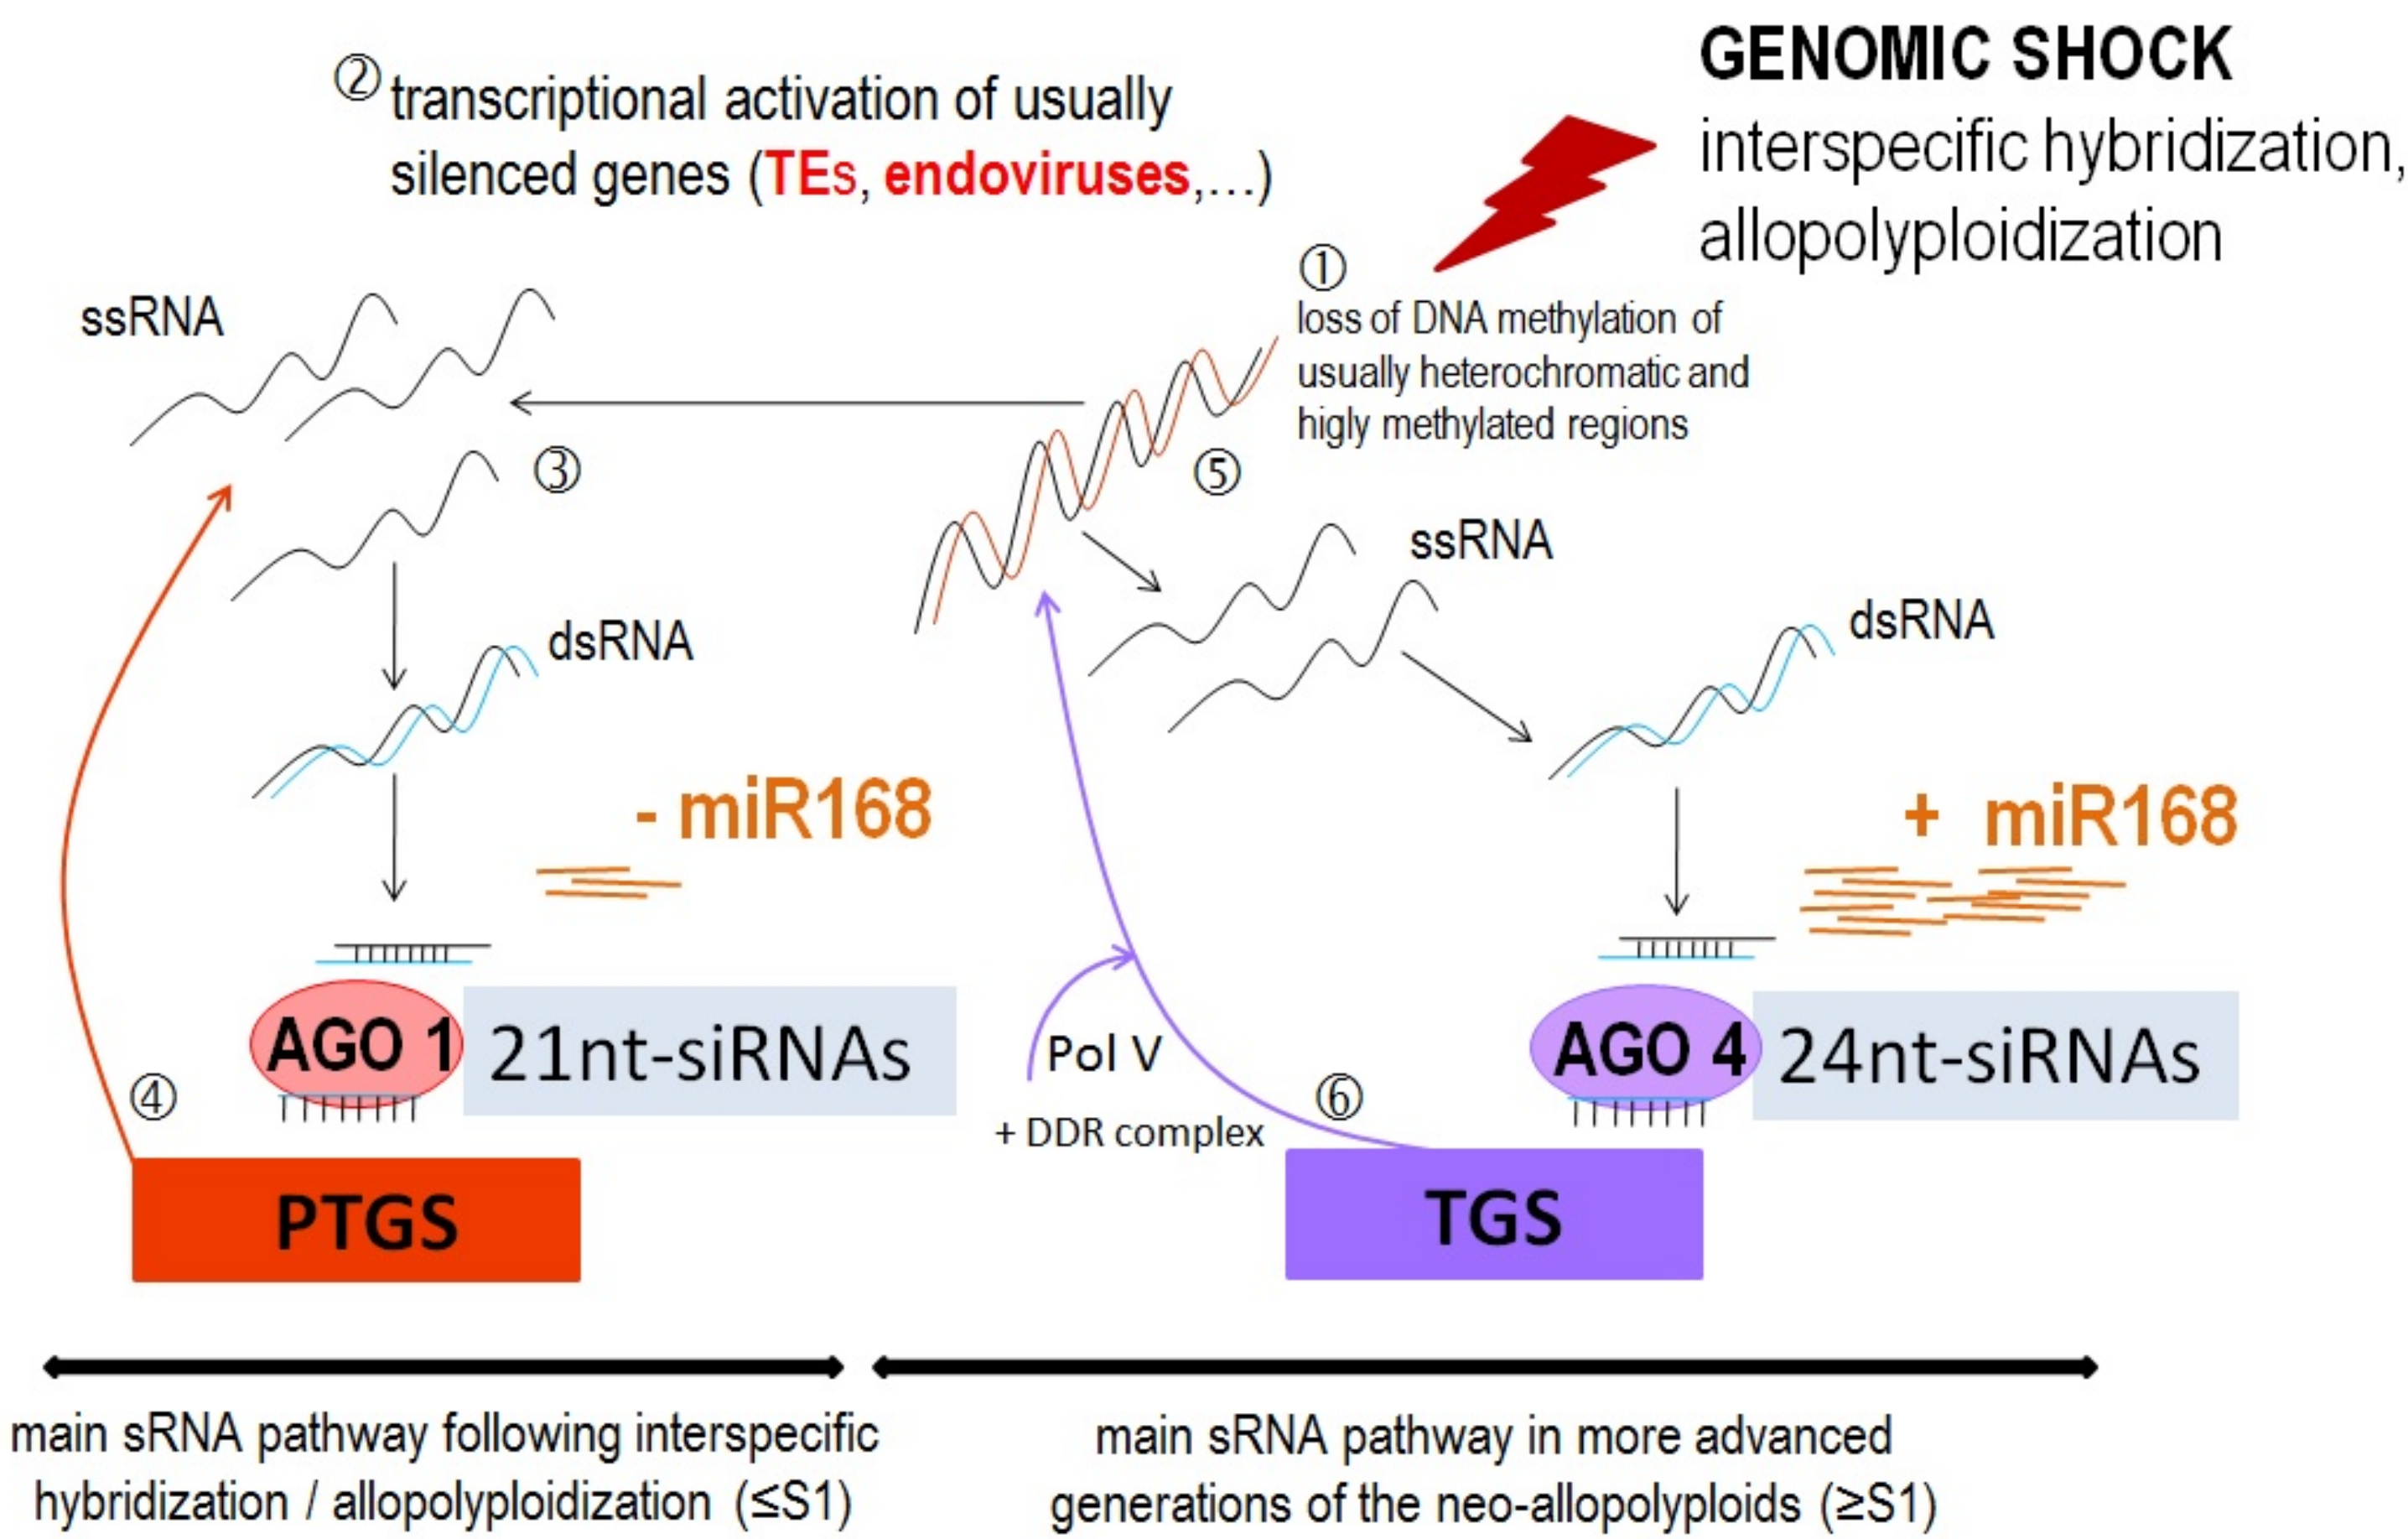 GENOMIC SHOCK
interspecific hybridization,
allopolyploidization
② transcriptional activation of usually
silenced genes (TEs, endoviruses,...)
①
loss of DNA methylation of
usually heterochromatic and
higly methylated regions
ssRNA
③
⑤
ssRNA
dsRNA
dsRNA
- miR168
+ miR168
AGO 1
21nt-siRNAs
AGO 4
24nt-siRNAs
Pol V
+ DDR complex
④
⑥
PTGS
TGS
main sRNA pathway following interspecific
hybridization / allopolyploidization (≤S1)
main sRNA pathway in more advanced
generations of the neo-allopolyploids (≥S1)